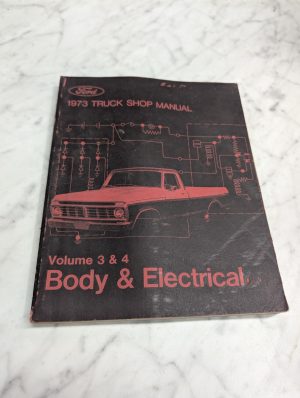 Ford
1973 TRUCK SHOP MANUAL
Volume 3 & 4
Body & Electrical